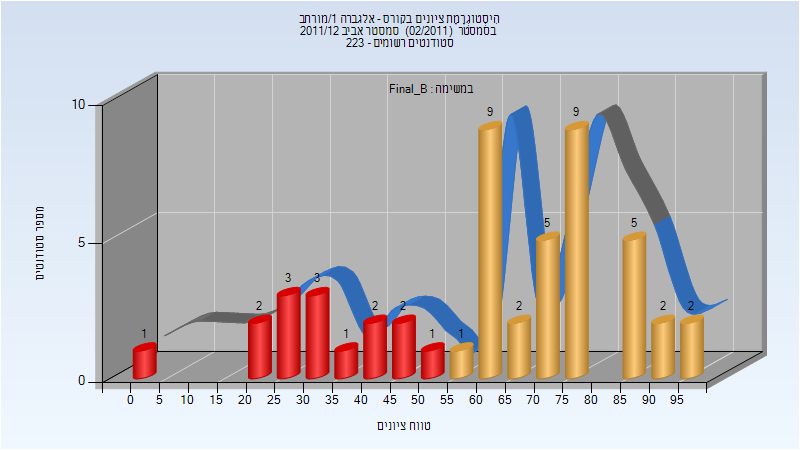 היסטוגרמת ציונים בקורס - אלגברה 1/מורחב
בסמסטר (02/2011) סמסטר אביב 2011/12
סטודנטים רשומים - 223
במשימה : Final_B
מספר סטודנטים
10
5
0
1
2
3
3
1
2
2
1
1
9
2
5
9
5
2
2
0 5 10 15 20 25 30 35 40 45 50 55 60 65 70 75 80 85 90 95
טווח ציונים